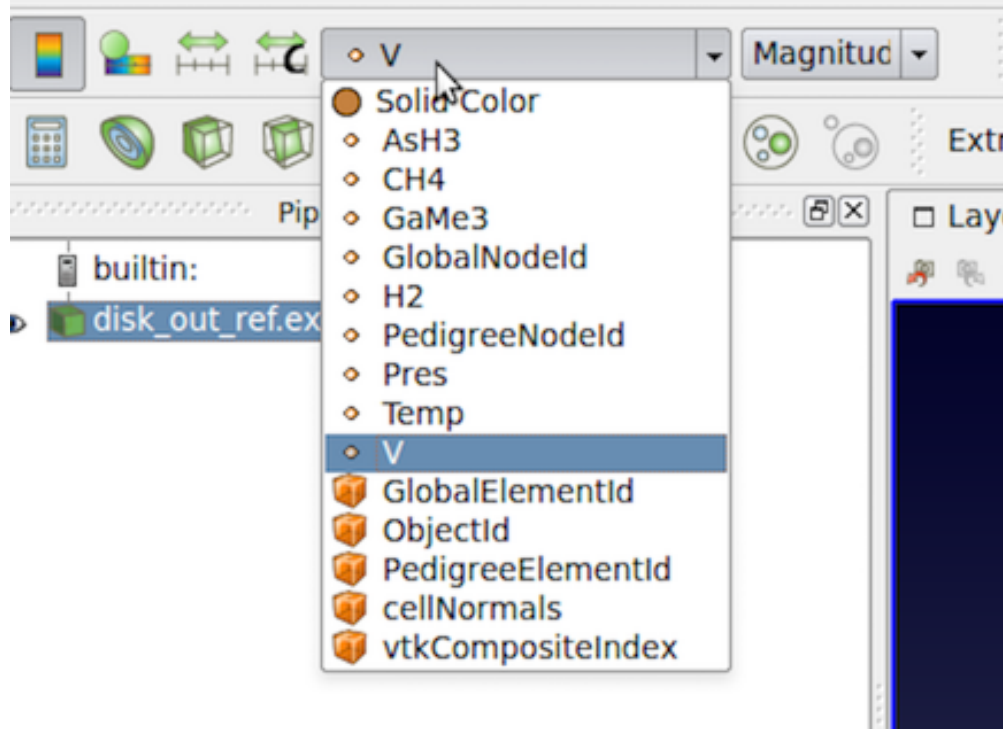 V
Magnitud
Solid Color
AsH3
CH4
GaMe3
GlobalNodeId
H2
PedigreeNodeId
Pres
Temp
V
GlobalElementId
ObjectId
PedigreeElementId
cellNormals
vtkCompositeIndex
Extr
Pip
Lay
builtin:
disk_out_ref.ex